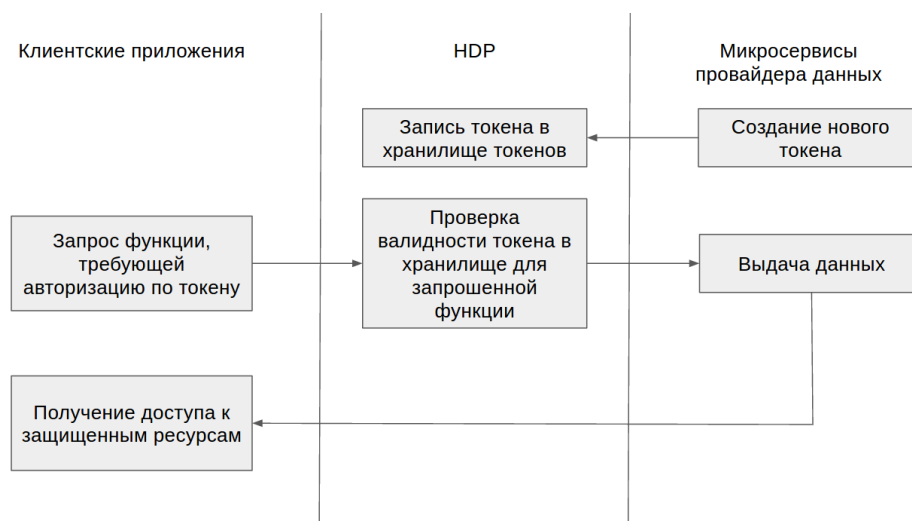 Клиентские приложения
HDP
Микросервисы
провайдера данных
Запись токена в
хранилище токенов
Создание нового
токена
Запрос функции,
требующей
авторизацию по токену
Проверка
валидности токена в
хранилище для
запрошенной
функции
Выдача данных
Получение доступа к
защищенным ресурсам